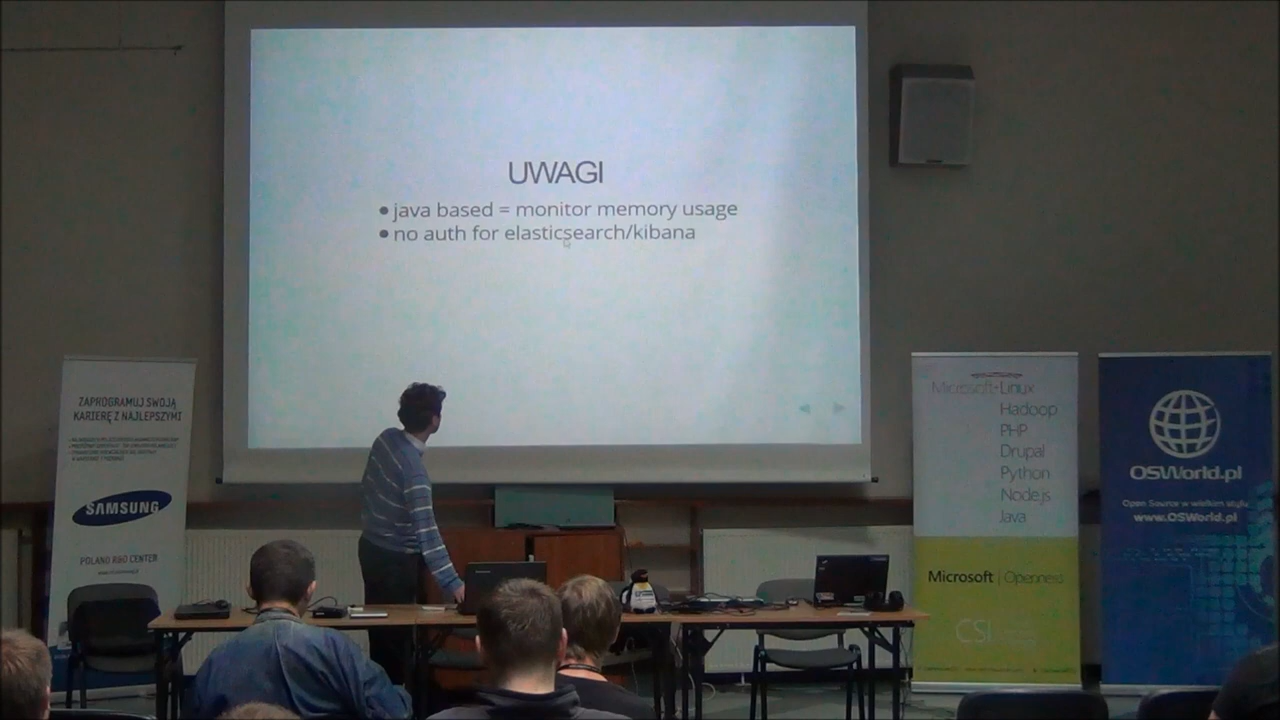 UWAGI
• java based = monitor memory usage
• no auth for elasticsearch/kibana
ZAPROGRAMUJ SWOJĄ
KARIERĘ Z NAJLEPSZYMI
SAMSUNG
POLAND R&D CENTER
Microsoft+Linux
Hadoop
PHP
Drupal
Python
Node.js
Java
Microsoft | Openness
CSI
OSWorld.pl
Open Source w wielkim stylu
www.OSWorld.pl